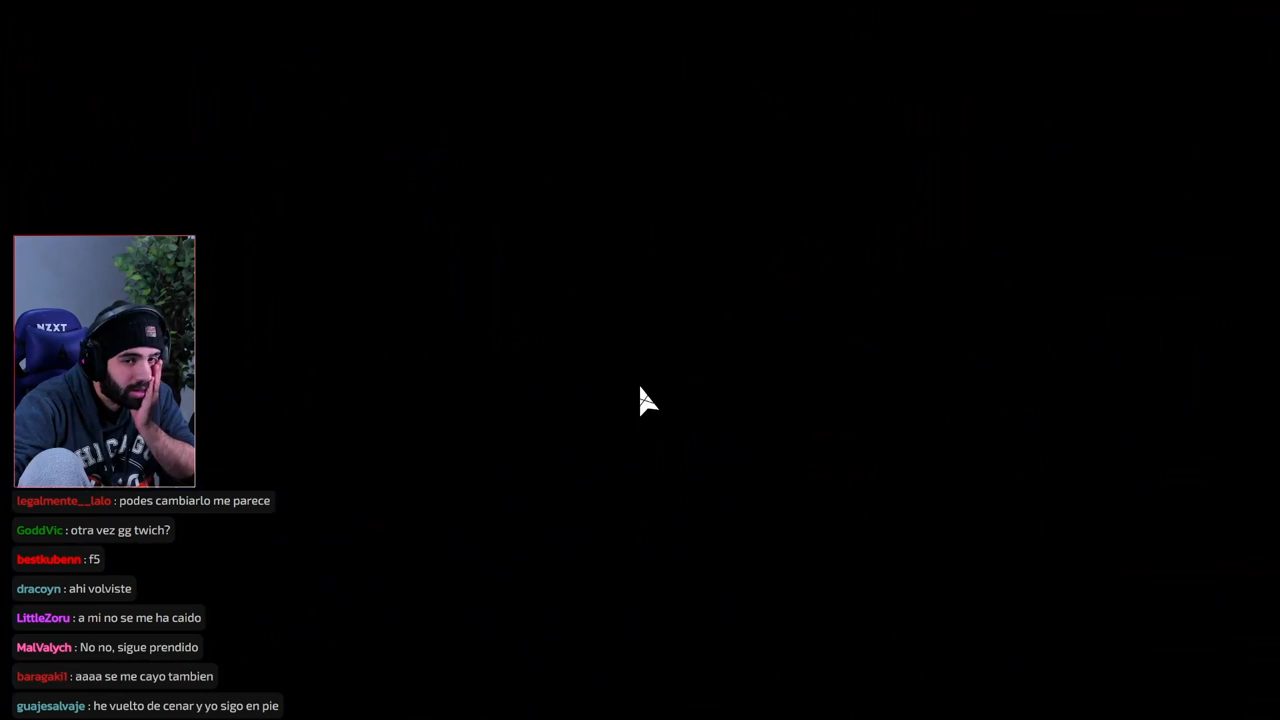 NZXT
CHICAGO
legalmente__lalo : podes cambiarlo me parece
GoddVic : otra vez gg twich?
bestkubenn : f5
dracoyn : ahi volviste
LittleZoru : a mi no se me ha caido
MalValych : No no, sigue prendido
baragaki1 : aaaa se me cayo tambien
guajesalvaje : he vuelto de cenar y yo sigo en pie